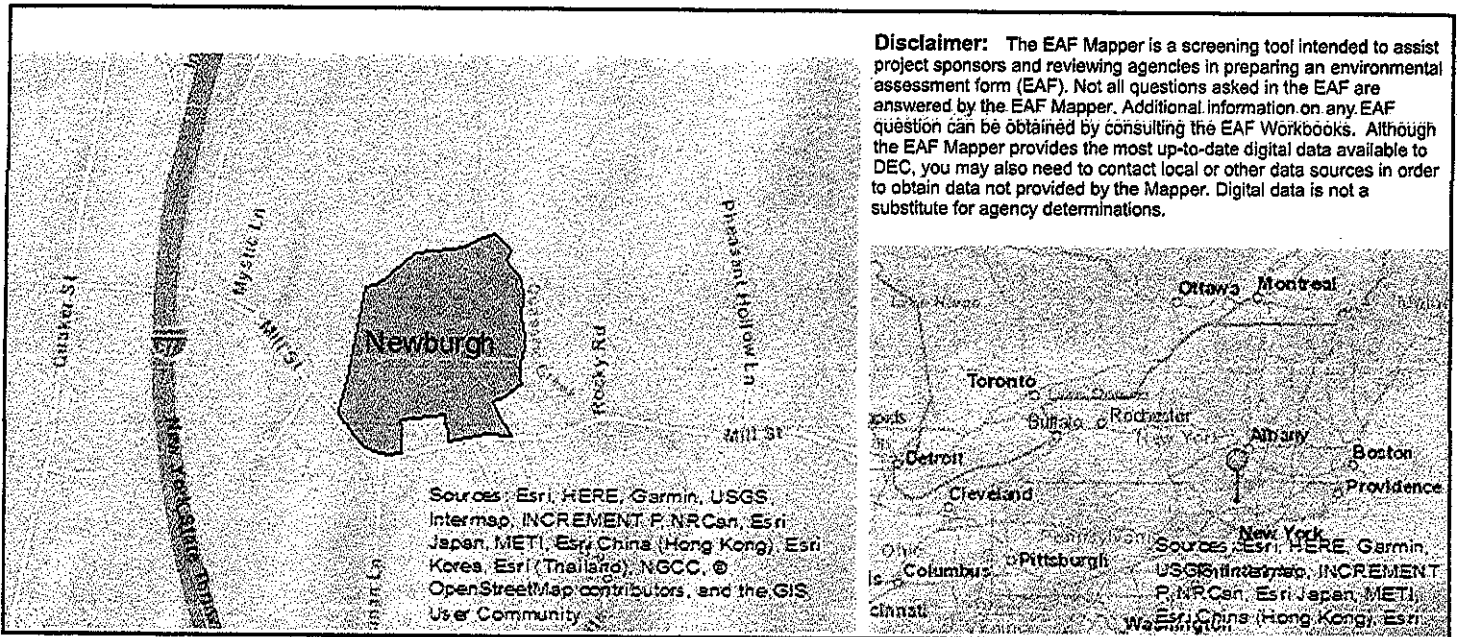 Disclaimer: The EAF Mapper is a screening tool intended to assist
project sponsors and reviewing agencies in preparing an environmental
assessment form (EAF). Not all questions asked in the EAF are
answered by the EAF Mapper. Additional information on any EAF
question can be obtained by consulting the EAF Workbooks. Although
the EAF Mapper provides the most up-to-date digital data available to
DEC, you may also need to contact local or other data sources in order
to obtain data not provided by the Mapper. Digital data is not a
substitute for agency determinations.
Quaker St
Mystic Ln
Mill St
Newburgh
Rocky Rd
Pheasant Hollow Ln
Mill St
New York State
Sources: Esri, HERE, Garmin, USGS,
Intermap, INCREMENT P, NRCan, Esri
Japan, METI, Esri China (Hong Kong), Esri
Korea, Esri (Thailand), NGCC, ©
OpenStreetMap contributors, and the GIS
User Community
Ottawa
Montreal
Toronto
Buffalo
Rochester
New York
Albany
Boston
Detroit
Providence
Cleveland
New York
Ohio
Pittsburgh
Columbus
Sources: Esri, HERE, Garmin,
USGS, Intermap, INCREMENT
P, NRCan, Esri Japan, METI,
Esri China (Hong Kong), Esri
cinnati
Washington